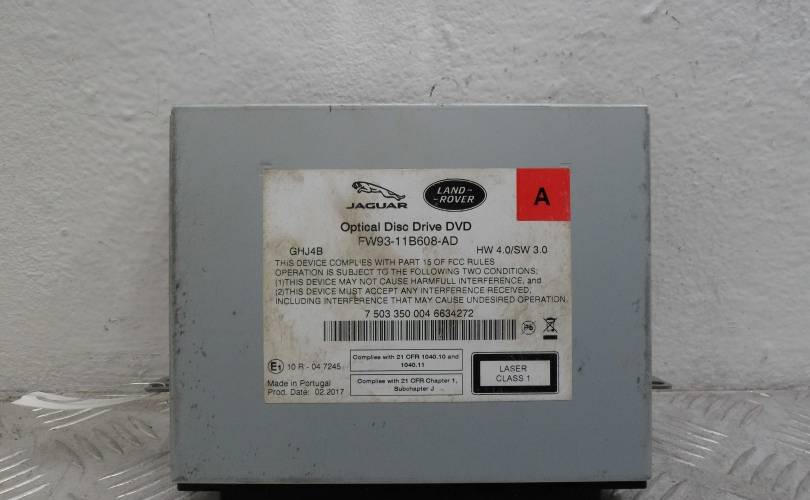 JAGUAR
LAND-
-ROVER
A
Optical Disc Drive DVD
FW93-11B608-AD
GHJ4B HW 4.0/SW 3.0
THIS DEVICE COMPLIES WITH PART 15 OF FCC RULES
OPERATION IS SUBJECT TO THE FOLLOWING TWO CONDITIONS;
(1)THIS DEVICE MAY NOT CAUSE HARMFULL INTERFERENCE, and
(2)THIS DEVICE MUST ACCEPT ANY INTERFERENCE RECEIVED,
INCLUDING INTERFERENCE THAT MAY CAUSE UNDESIRED OPERATION.
7 503 350 004 6634272
Pb
E1 10 R - 04 7245
Complies with 21 CFR 1040.10 and
1040.11
Made in Portugal
Prod. Date: 02.2017
Complies with 21 CFR Chapter 1,
Subchapter J
LASER
CLASS 1